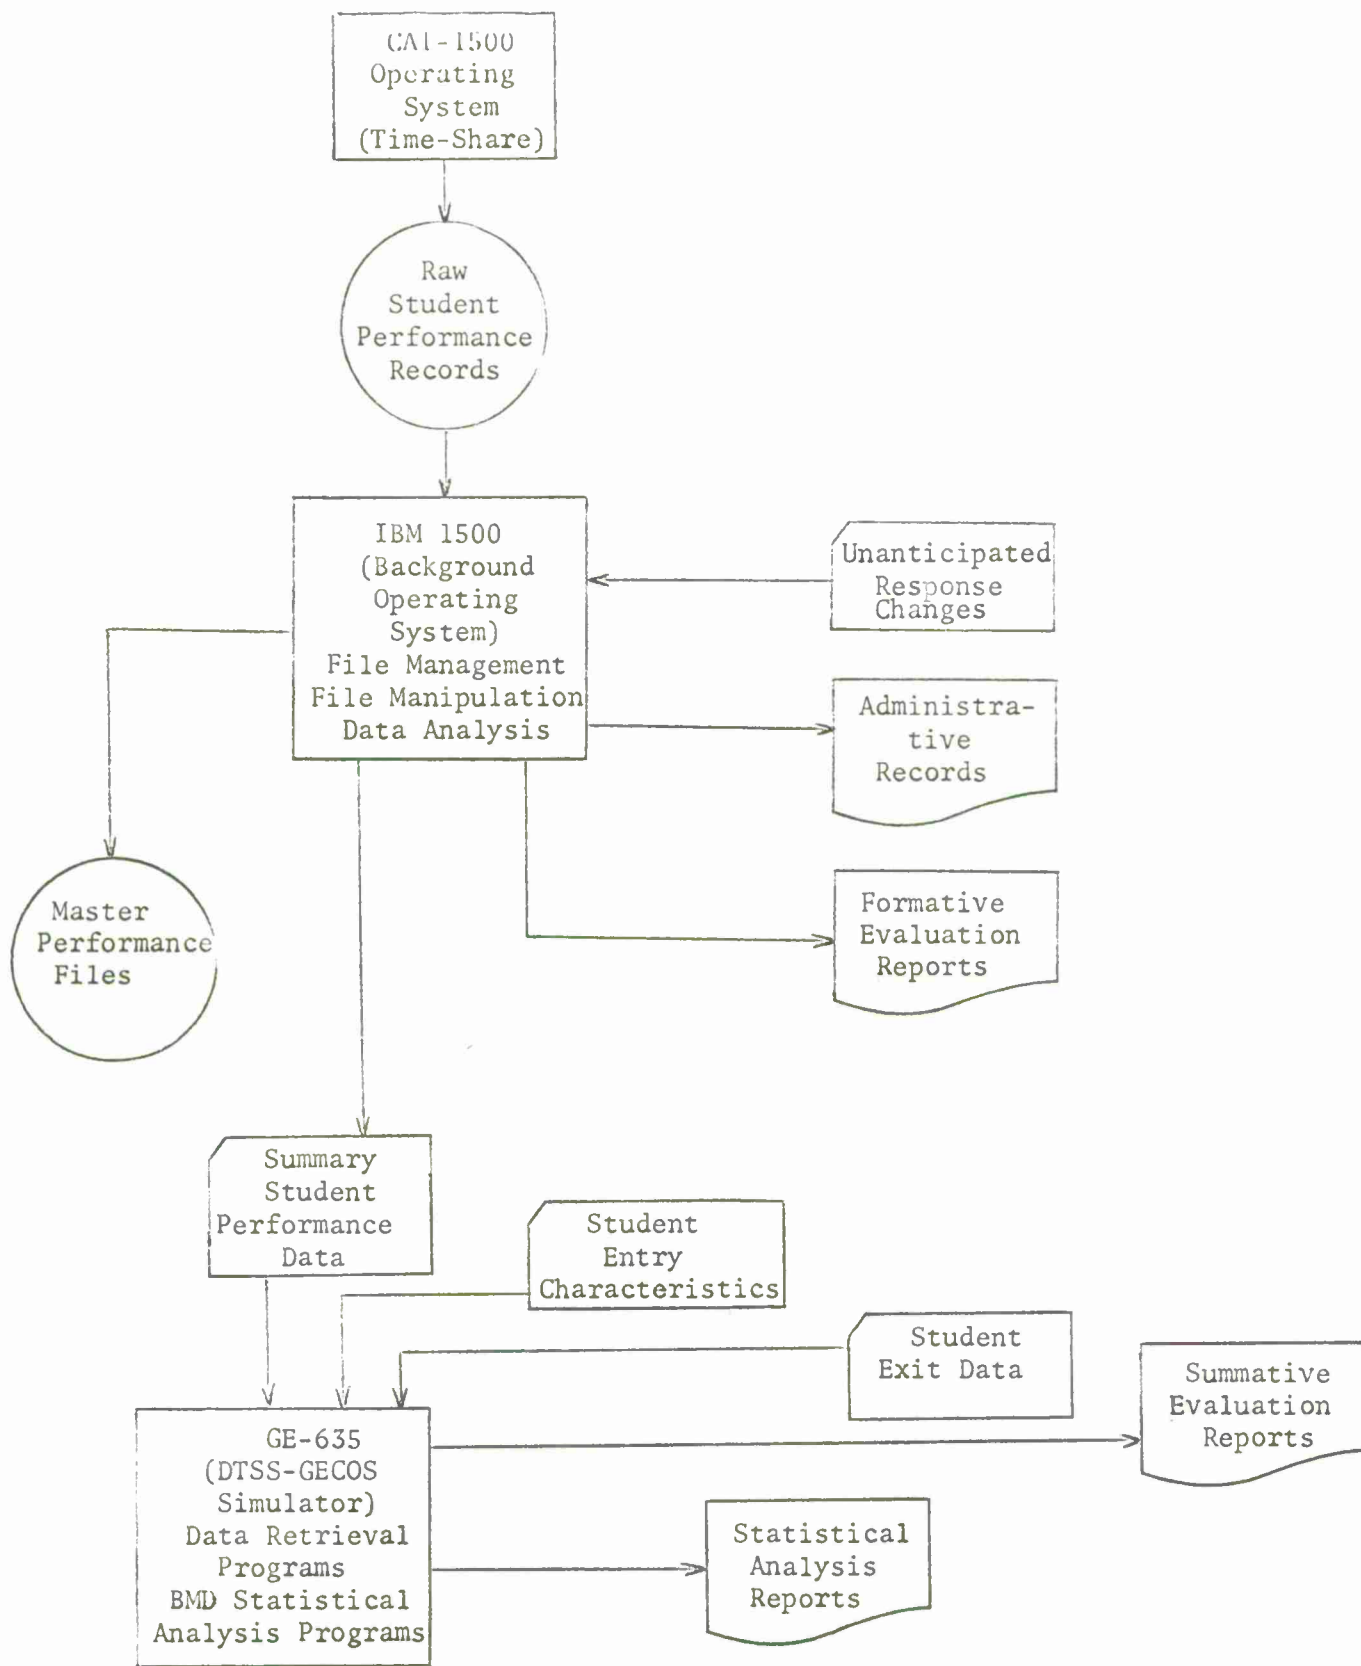 CAI-1500
Operating
System
(Time-Share)
Raw
Student
Performance
Records
IBM 1500
(Background
Operating
System)
File Management
File Manipulation
Data Analysis
Unanticipated
Response
Changes
Administra-
tive
Records
Formative
Evaluation
Reports
Master
Performance
Files
Summary
Student
Performance
Data
Student
Entry
Characteristics
Student
Exit Data
Summative
Evaluation
Reports
GE-635
(DTSS-GECOS
Simulator)
Data Retrieval
Programs
BMD Statistical
Analysis Programs
Statistical
Analysis
Reports